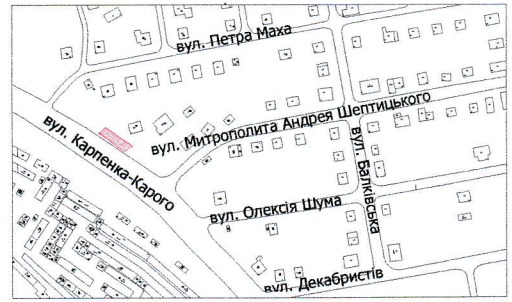 вул. Петра Маха
вул. Митрополита Андрея Шептицького
вул. Карпенка-Карого
вул. Балківська
вул. Олексія Шума
вул. Декабристів